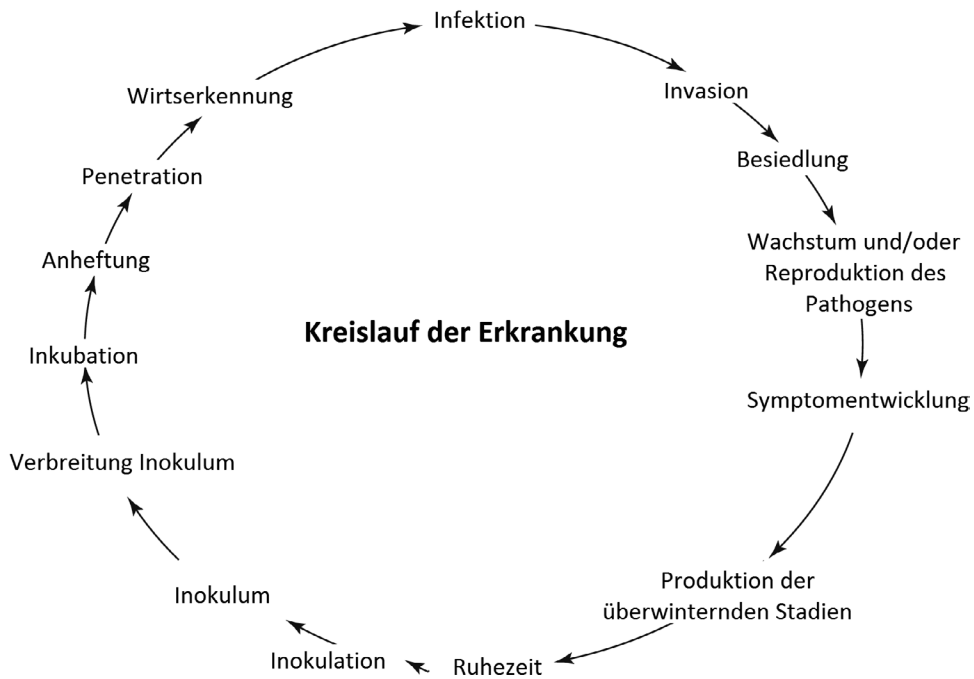 Infektion
Invasion
Besiedlung
Wachstum und/oder
Reproduktion des
Pathogens
Symptomentwicklung
Produktion der
überwinternden Stadien
Ruhezeit
Inokulation
Inokulum
Verbreitung Inokulum
Inkubation
Anheftung
Penetration
Wirtserkennung
Kreislauf der Erkrankung